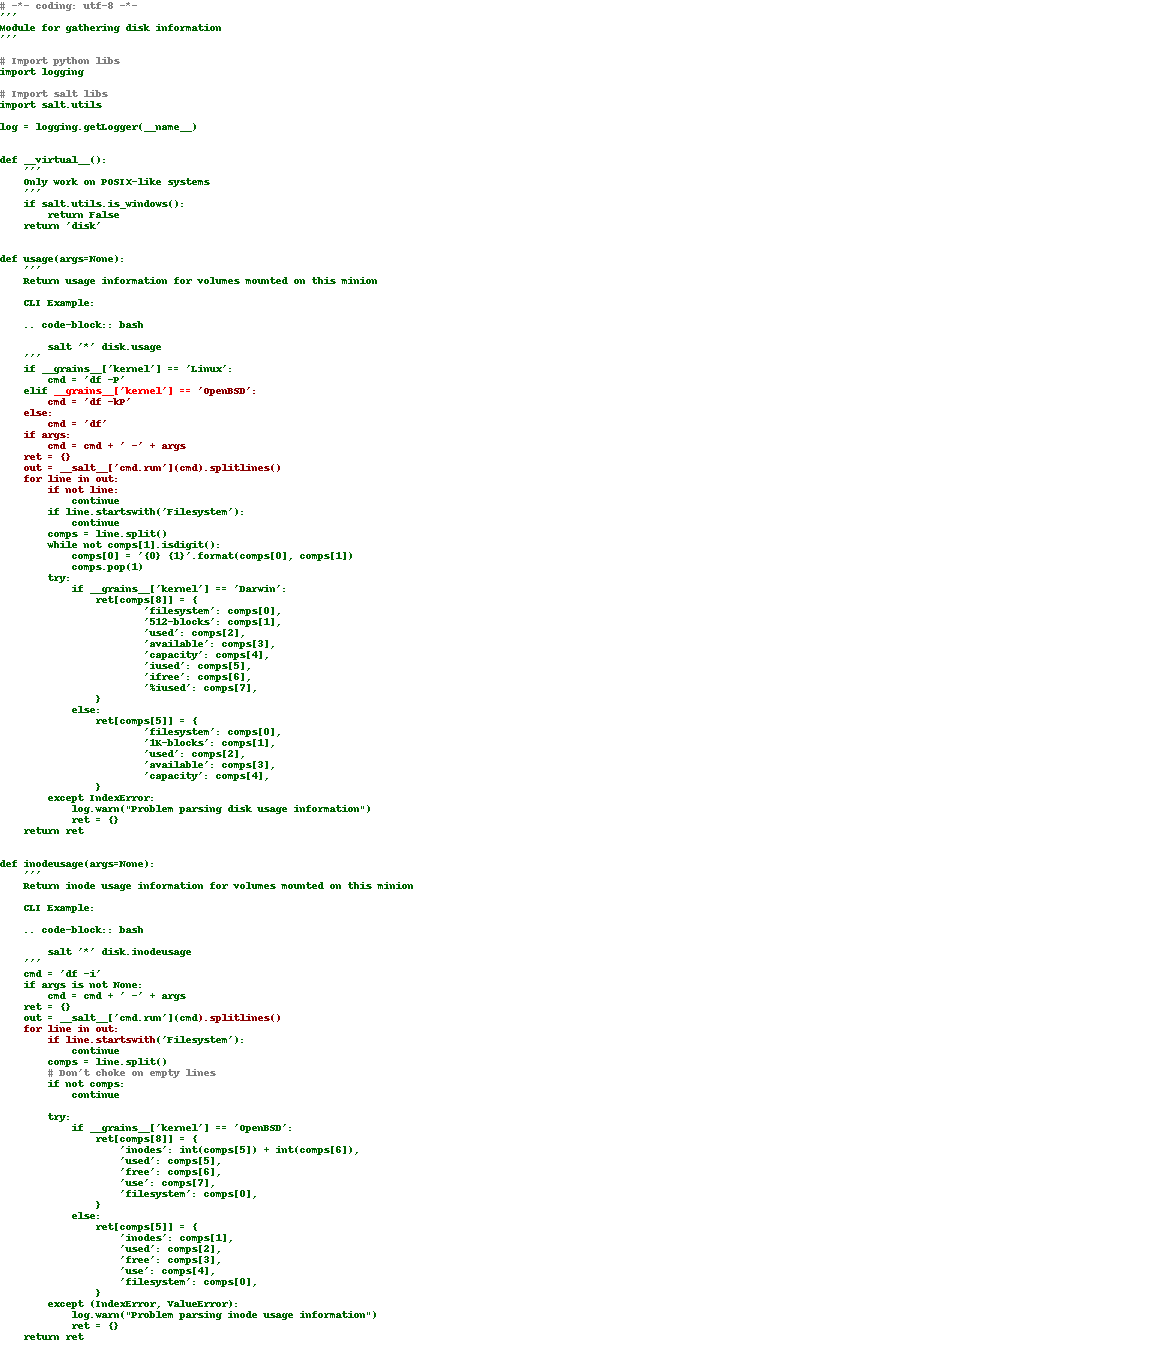 # -*- coding: utf-8 -*-
'''
Module for gathering disk information
'''
# Import python libs
import logging
# Import salt libs
import salt.utils
log = logging.getLogger(__name__)
def __virtual__():
    '''
    Only work on POSIX-like systems
    '''
    if salt.utils.is_windows():
        return False
    return 'disk'
def usage(args=None):
    '''
    Return usage information for volumes mounted on this minion
    CLI Example:
    .. code-block:: bash
        salt '*' disk.usage
    '''
    if __grains__['kernel'] == 'Linux':
        cmd = 'df -P'
    elif __grains__['kernel'] == 'OpenBSD':
        cmd = 'df -kP'
    else:
        cmd = 'df'
    if args:
        cmd = cmd + ' -' + args
    ret = {}
    out = __salt__['cmd.run'](cmd).splitlines()
    for line in out:
        if not line:
            continue
        if line.startswith('Filesystem'):
            continue
        comps = line.split()
        while not comps[1].isdigit():
            comps[0] = '{0} {1}'.format(comps[0], comps[1])
            comps.pop(1)
        try:
            if __grains__['kernel'] == 'Darwin':
                ret[comps[8]] = {
                        'filesystem': comps[0],
                        '512-blocks': comps[1],
                        'used': comps[2],
                        'available': comps[3],
                        'capacity': comps[4],
                        'iused': comps[5],
                        'ifree': comps[6],
                        '%iused': comps[7],
                }
            else:
                ret[comps[5]] = {
                        'filesystem': comps[0],
                        '1K-blocks': comps[1],
                        'used': comps[2],
                        'available': comps[3],
                        'capacity': comps[4],
                }
        except IndexError:
            log.warn("Problem parsing disk usage information")
            ret = {}
    return ret
def inodeusage(args=None):
    '''
    Return inode usage information for volumes mounted on this minion
    CLI Example:
    .. code-block:: bash
        salt '*' disk.inodeusage
    '''
    cmd = 'df -i'
    if args is not None:
        cmd = cmd + ' -' + args
    ret = {}
    out = __salt__['cmd.run'](cmd).splitlines()
    for line in out:
        if line.startswith('Filesystem'):
            continue
        comps = line.split()
        # Don't choke on empty lines
        if not comps:
            continue
        try:
            if __grains__['kernel'] == 'OpenBSD':
                ret[comps[8]] = {
                    'inodes': int(comps[5]) + int(comps[6]),
                    'used': comps[5],
                    'free': comps[6],
                    'use': comps[7],
                    'filesystem': comps[0],
                }
            else:
                ret[comps[5]] = {
                    'inodes': comps[1],
                    'used': comps[2],
                    'free': comps[3],
                    'use': comps[4],
                    'filesystem': comps[0],
                }
        except (IndexError, ValueError):
            log.warn("Problem parsing inode usage information")
            ret = {}
    return ret